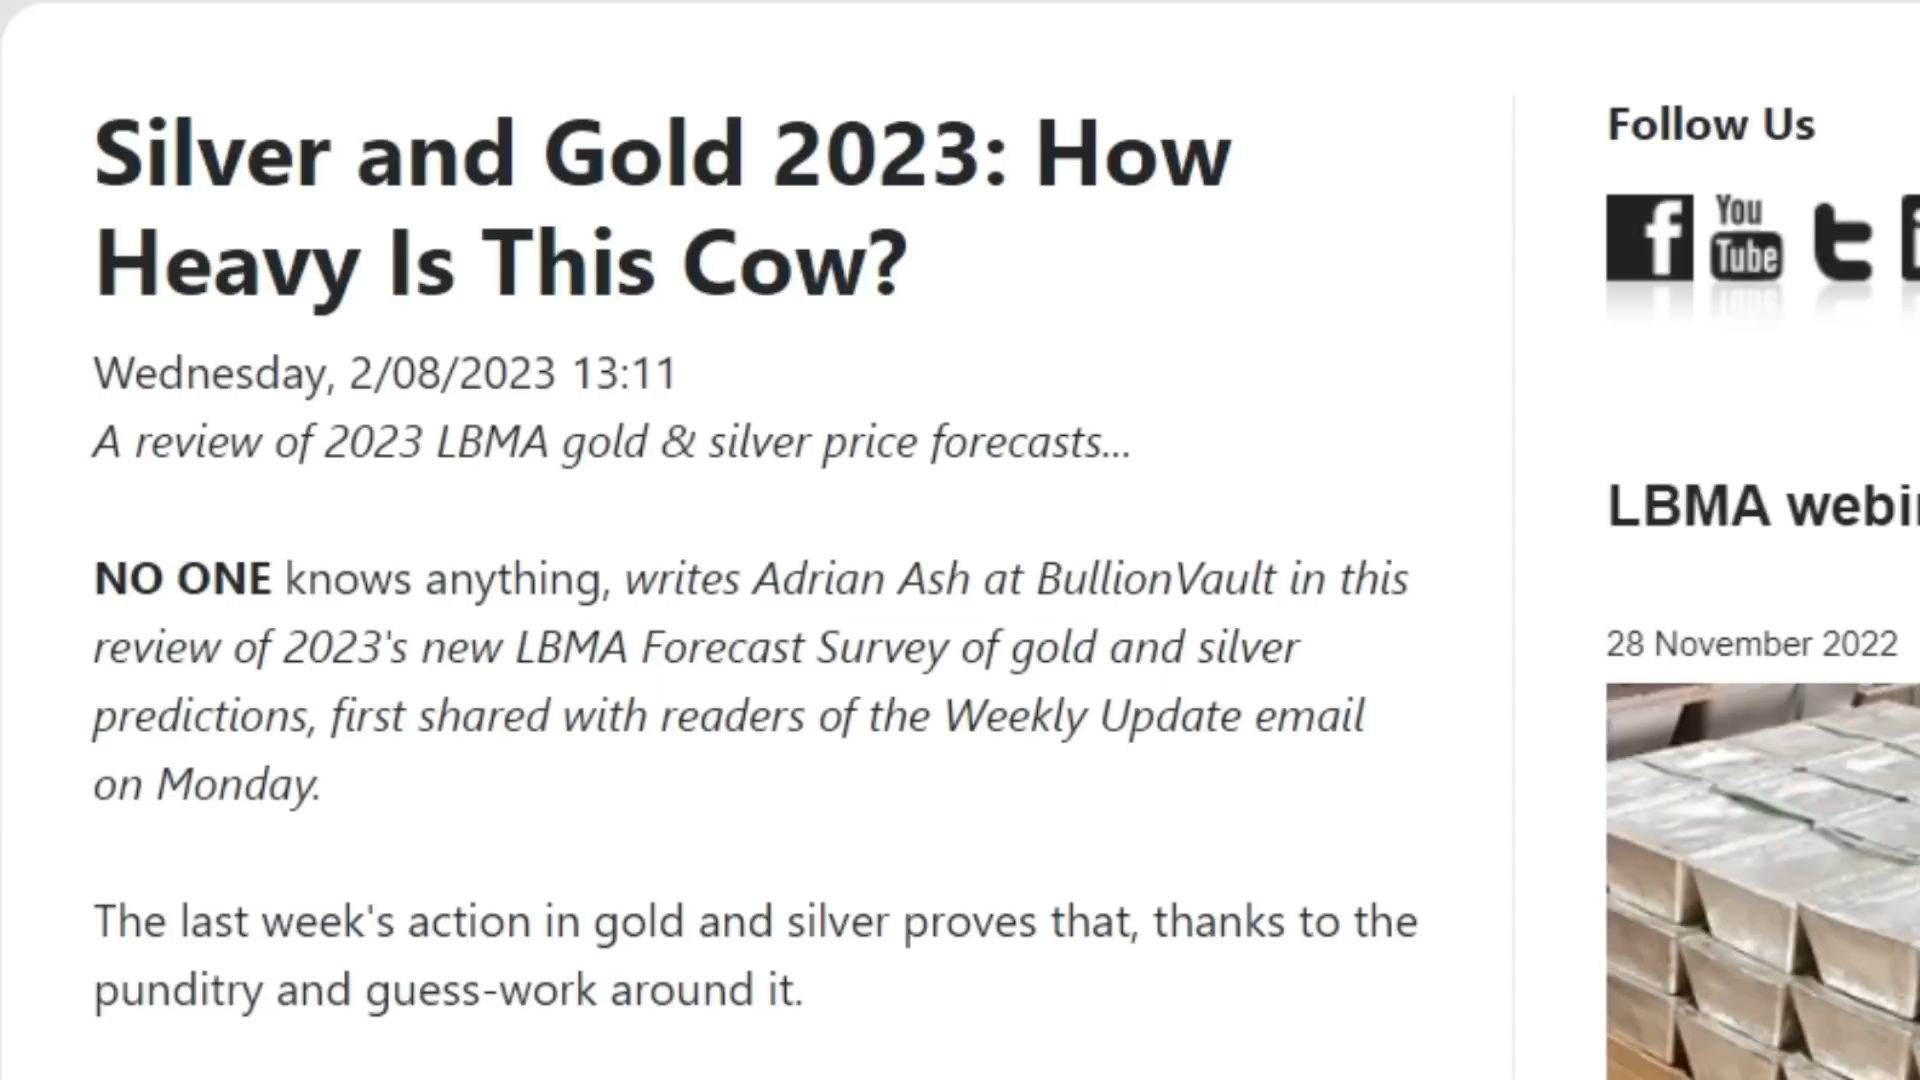 Silver and Gold 2023: How
Heavy Is This Cow?
Wednesday, 2/08/2023 13:11
A review of 2023 LBMA gold & silver price forecasts...
NO ONE knows anything, writes Adrian Ash at BullionVault in this
review of 2023's new LBMA Forecast Survey of gold and silver
predictions, first shared with readers of the Weekly Update email
on Monday.
The last week's action in gold and silver proves that, thanks to the
punditry and guess-work around it.
Follow Us
You
Tube
LBMA
28 November 2022